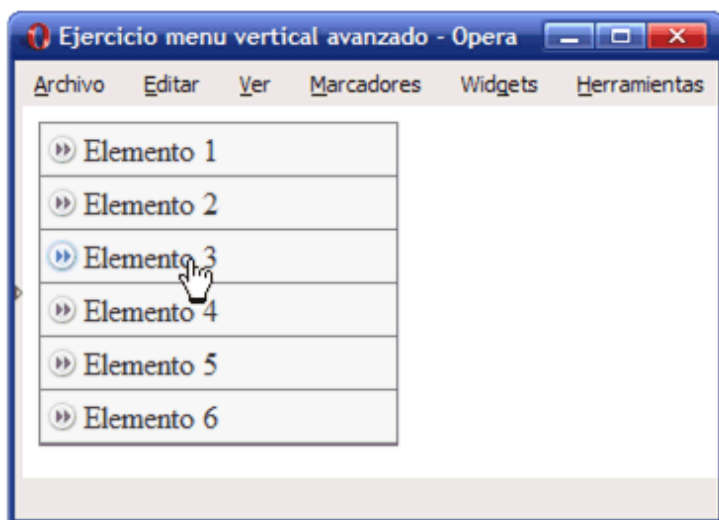 Ejercicio menu vertical avanzado - Opera
Archivo Editar Ver Marcadores Widgets Herramientas
Elemento 1
Elemento 2
Elemento 3
Elemento 4
Elemento 5
Elemento 6